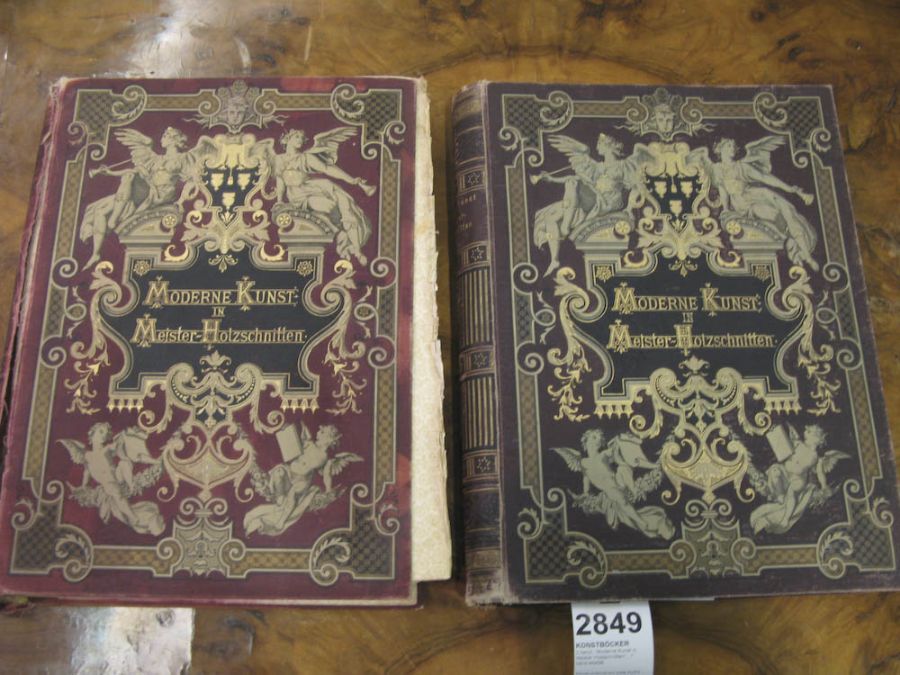 MODERNE KUNST
IN
MEISTER-HOLZSCHNITTEN
MODERNE KUNST
IN
MEISTER-HOLZSCHNITTEN
2849
KONSTBÖCKER